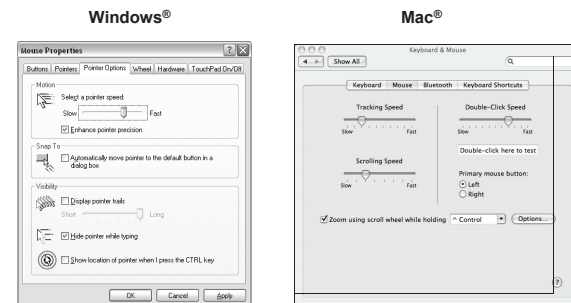 Windows® Mac®
Mouse Properties
Buttons Pointers Pointer Options Wheel Hardware TouchPad On/Off
Motion
Select a pointer speed:
Slow Fast
Enhance pointer precision
Snap To
Automatically move pointer to the default button in a
dialog box
Visibility
Display pointer trails
Short Long
Hide pointer while typing
Show location of pointer when I press the CTRL key
OK Cancel Apply
Keyboard & Mouse
Show All
Keyboard Mouse Bluetooth Keyboard Shortcuts
Tracking Speed Double-Click Speed
Slow Fast Slow Fast
Double-click here to test
Scrolling Speed
Slow Fast
Primary mouse button:
Left
Right
Zoom using scroll wheel while holding ^ Control Options...
?